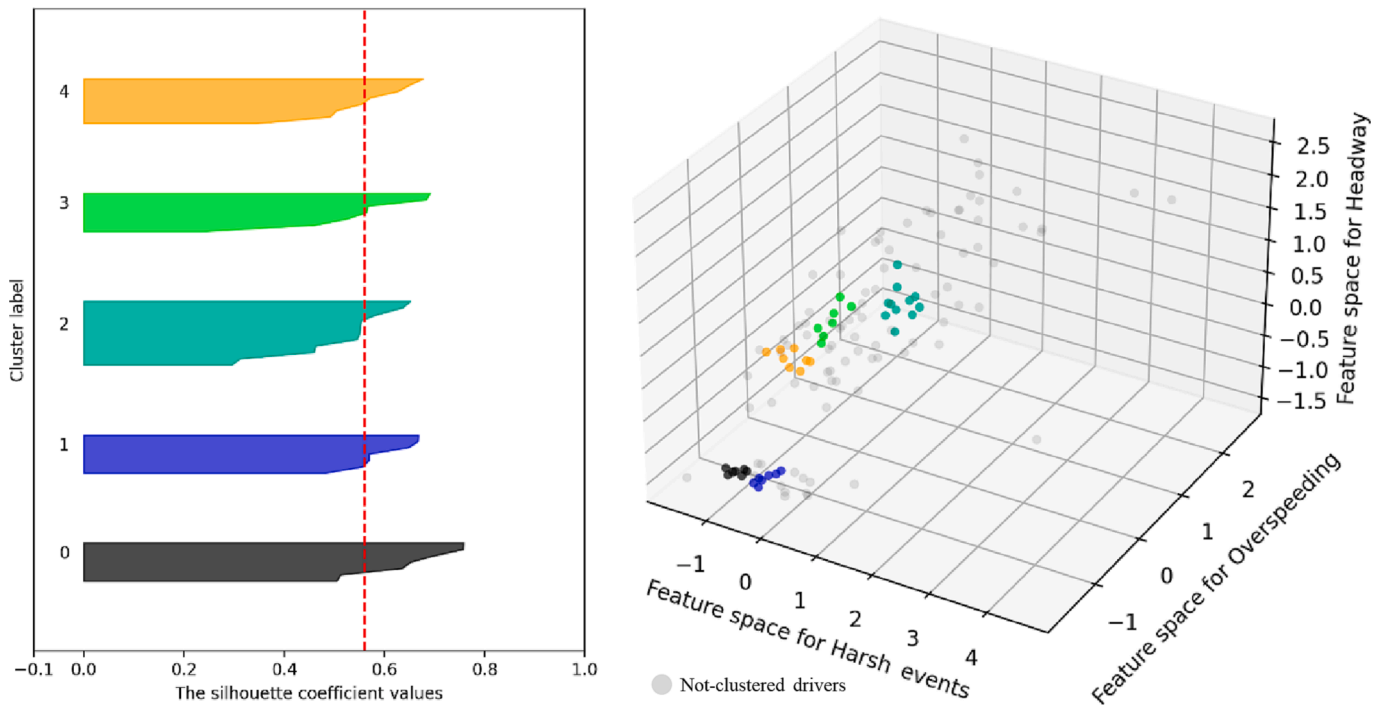 Cluster label
4
3
2
1
0
−0.1 0.0 0.2 0.4 0.6 0.8 1.0
The silhouette coefficient values
2.5
2.0
1.5
1.0
0.5
0.0
−0.5
−1.0
−1.5
Feature space for Headway
2
1
0
−1
Feature space for Overspeeding
−1 0 1 2 3 4
Feature space for Harsh events
Not-clustered drivers